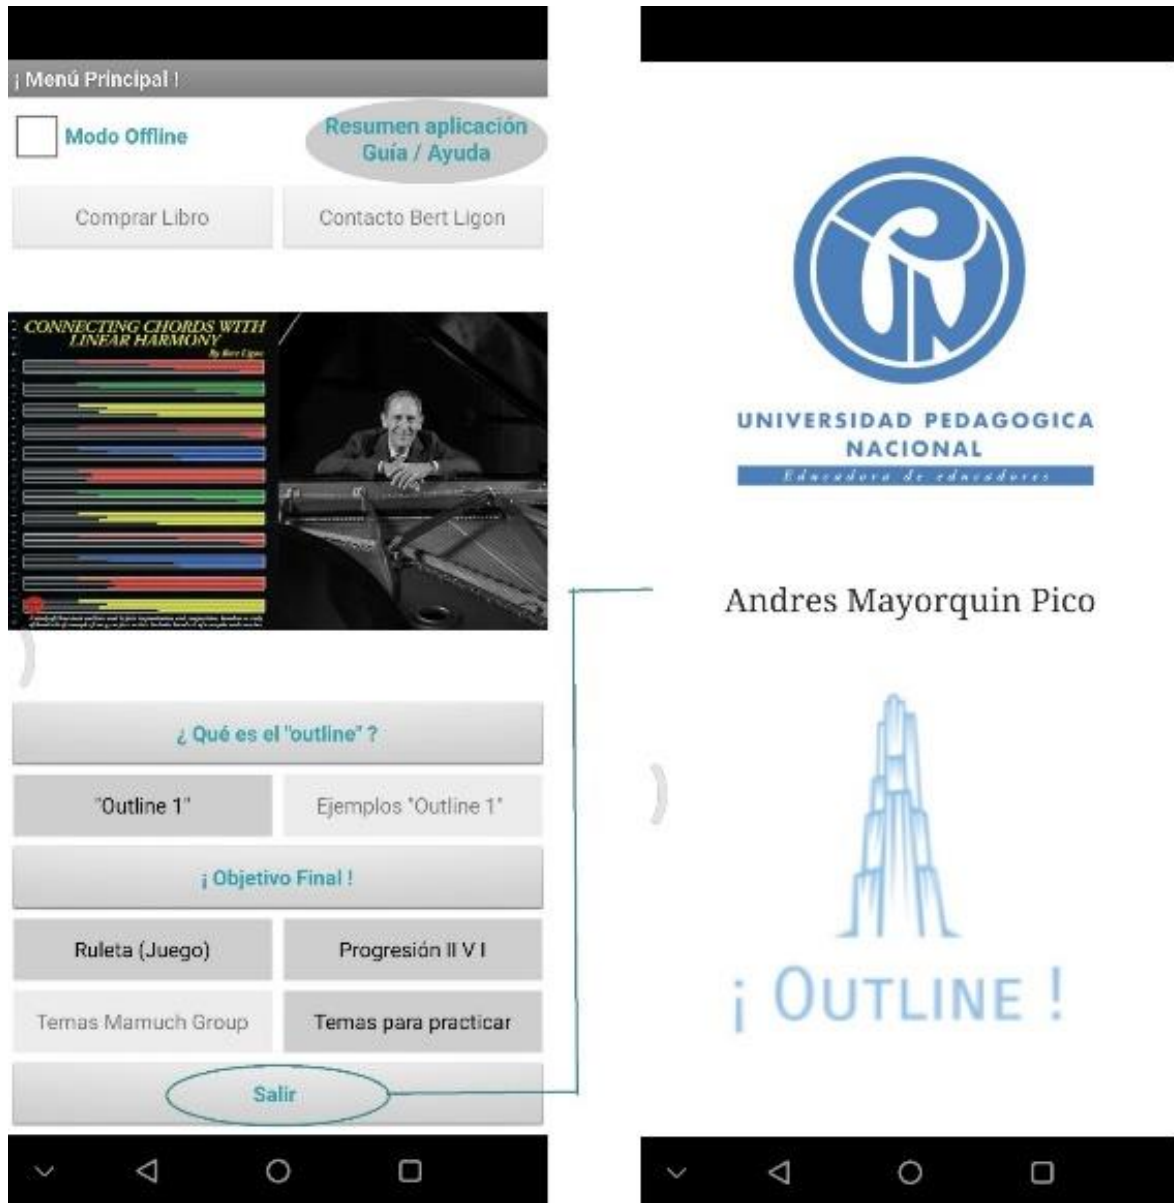 ¡ Menú Principal !
Modo Offline
Resumen aplicación
Guía / Ayuda
Comprar Libro
Contacto Bert Ligon
CONNECTING CHORDS WITH
LINEAR HARMONY
By Bert Ligon
¿ Qué es el "outline" ?
"Outline 1"
Ejemplos "Outline 1"
¡ Objetivo Final !
Ruleta (Juego)
Progresión II V I
Temas Mamuch Group
Temas para practicar
Salir
UNIVERSIDAD PEDAGOGICA
NACIONAL
Educadora de educadores
Andres Mayorquin Pico
¡ OUTLINE !